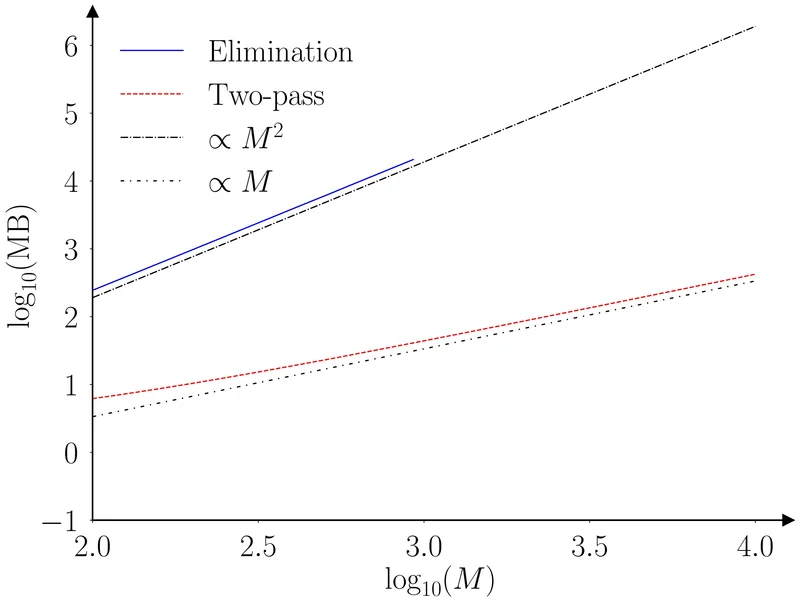 6
5
4
3
2
1
0
−1
log₁₀(MB)
Elimination
Two-pass
∝ M²
∝ M
2.0 2.5 3.0 3.5 4.0
log₁₀(M)